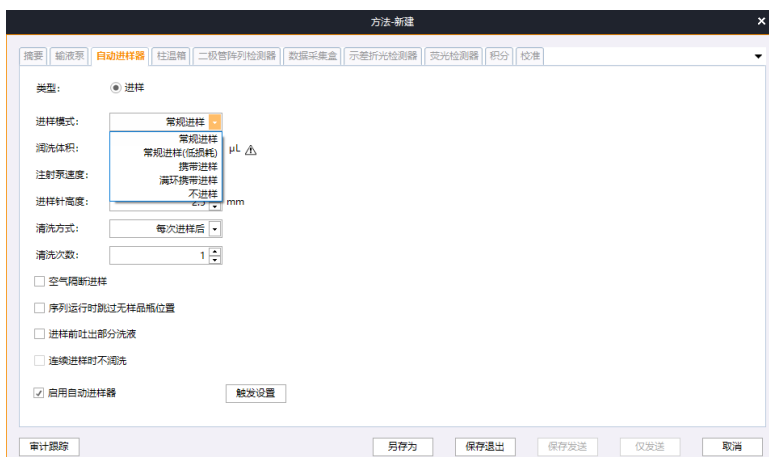 方法-新建
摘要 输液泵 自动进样器 柱温箱 二极管阵列检测器 数据采集盒 示差折光检测器 荧光检测器 积分 校准
类型: 进样
进样模式: 常规进样
常规进样
润洗体积: 常规进样(低损耗) μL
携带进样
注射泵速度: 满环携带进样
不进样
进样针高度: 2.5 mm
清洗方式: 每次进样后
清洗次数: 1
空气隔断进样
序列运行时跳过无样品瓶位置
进样前吐出部分洗液
连续进样时不润洗
启用自动进样器 触发设置
审计跟踪 另存为 保存退出 保存发送 仅发送 取消